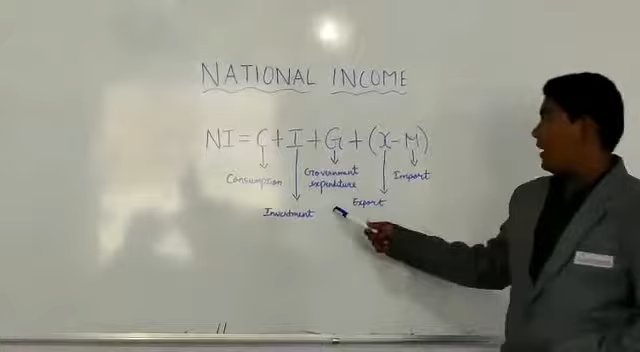 NATIONAL INCOME
NI = C + I + G + (X - M)
Consumption
Government
expenditure
Import
Export
Investment